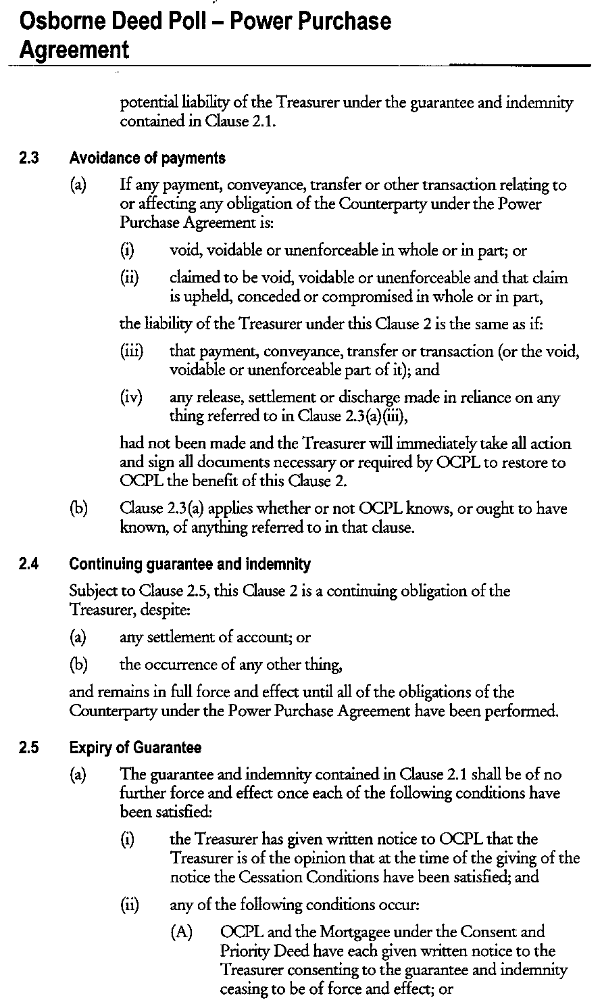 Osborne Deed Poll – Power Purchase
Agreement
potential liability of the Treasurer under the guarantee and indemnity
contained in Clause 2.1.
2.3 Avoidance of payments
(a) If any payment, conveyance, transfer or other transaction relating to
or affecting any obligation of the Counterparty under the Power
Purchase Agreement is:
(i) void, voidable or unenforceable in whole or in part; or
(ii) claimed to be void, voidable or unenforceable and that claim
is upheld, conceded or compromised in whole or in part,
the liability of the Treasurer under this Clause 2 is the same as if:
(iii) that payment, conveyance, transfer or transaction (or the void,
voidable or unenforceable part of it); and
(iv) any release, settlement or discharge made in reliance on any
thing referred to in Clause 2.3(a)(iii),
had not been made and the Treasurer will immediately take all action
and sign all documents necessary or required by OCPL to restore to
OCPL the benefit of this Clause 2.
(b) Clause 2.3(a) applies whether or not OCPL knows, or ought to have
known, of anything referred to in that clause.
2.4 Continuing guarantee and indemnity
Subject to Clause 2.5, this Clause 2 is a continuing obligation of the
Treasurer, despite:
(a) any settlement of account; or
(b) the occurrence of any other thing,
and remains in full force and effect until all of the obligations of the
Counterparty under the Power Purchase Agreement have been performed.
2.5 Expiry of Guarantee
(a) The guarantee and indemnity contained in Clause 2.1 shall be of no
further force and effect once each of the following conditions have
been satisfied:
(i) the Treasurer has given written notice to OCPL that the
Treasurer is of the opinion that at the time of the giving of the
notice the Cessation Conditions have been satisfied; and
(ii) any of the following conditions occur:
(A) OCPL and the Mortgagee under the Consent and
Priority Deed have each given written notice to the
Treasurer consenting to the guarantee and indemnity
ceasing to be of force and effect; or